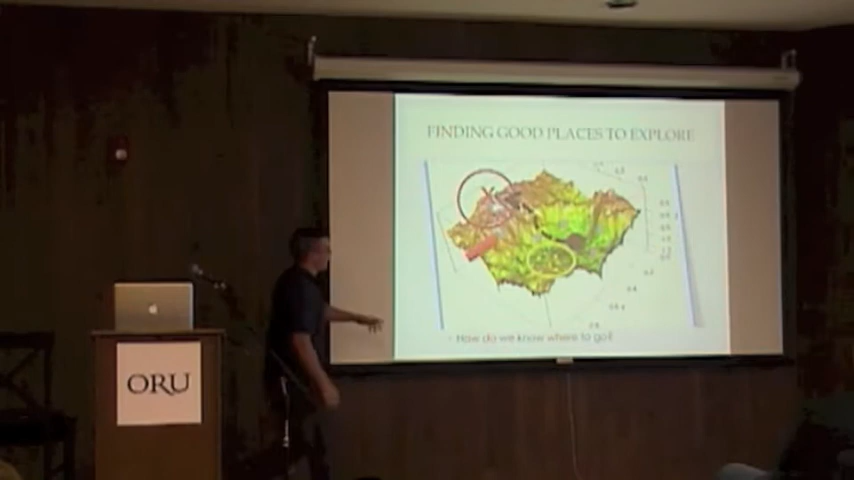 FINDING GOOD PLACES TO EXPLORE
- How do we know where to go?
ORU